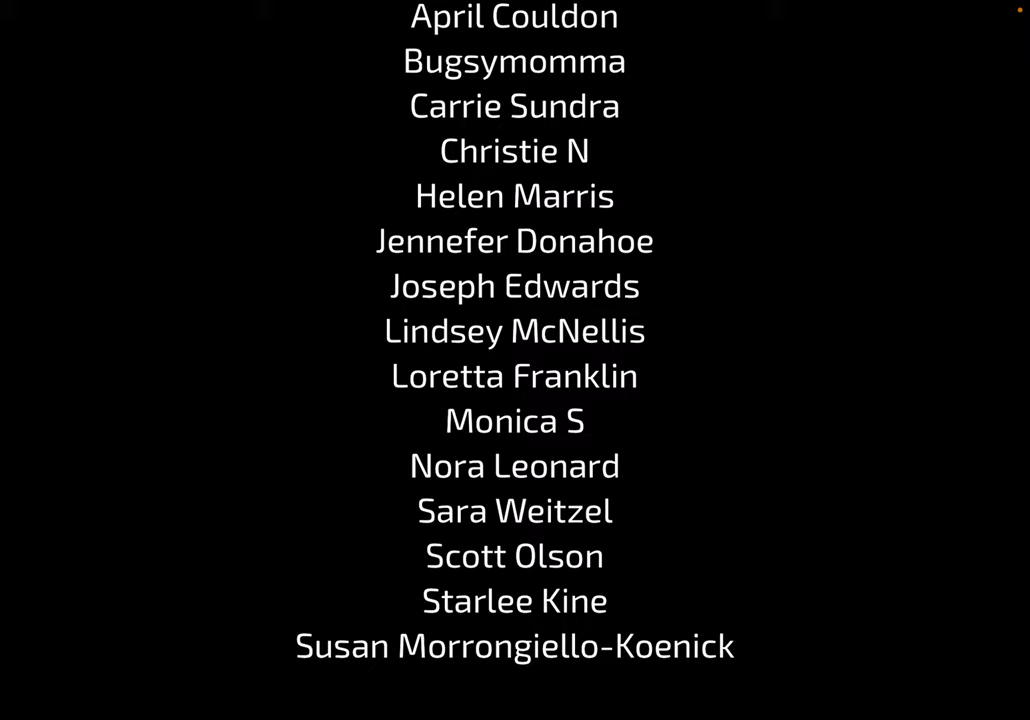 April Couldon
Bugsymomma
Carrie Sundra
Christie N
Helen Marris
Jennefer Donahoe
Joseph Edwards
Lindsey McNellis
Loretta Franklin
Monica S
Nora Leonard
Sara Weitzel
Scott Olson
Starlee Kine
Susan Morrongiello-Koenick